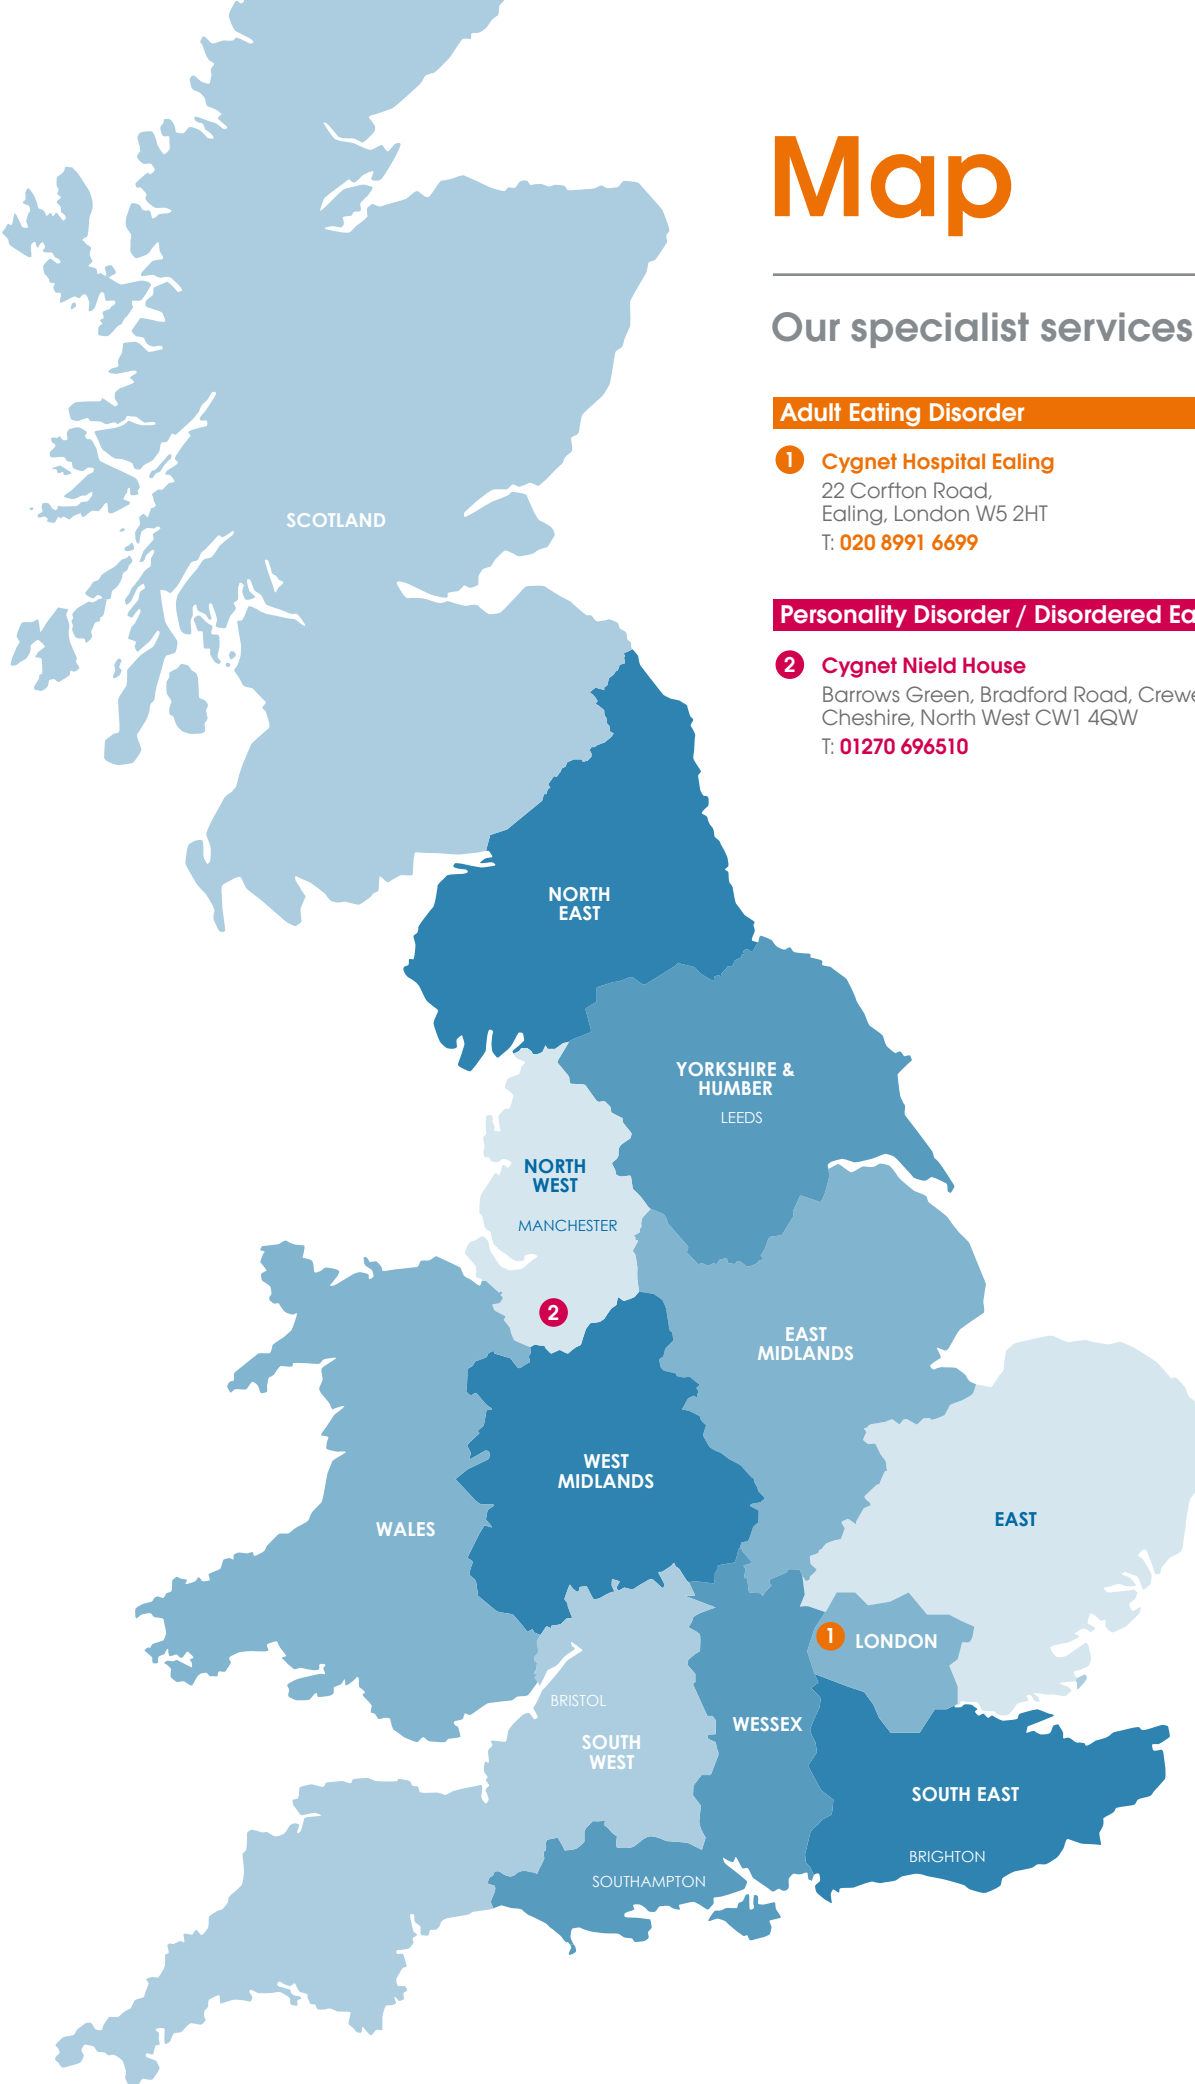 Map
Our specialist services
Adult Eating Disorder
1 Cygnet Hospital Ealing
22 Corfton Road,
Ealing, London W5 2HT
T: 020 8991 6699
Personality Disorder / Disordered Ea
2 Cygnet Nield House
Barrows Green, Bradford Road, Crewe
Cheshire, North West CW1 4QW
T: 01270 696510
SCOTLAND
NORTH
EAST
YORKSHIRE &
HUMBER
LEEDS
NORTH
WEST
MANCHESTER
2
EAST
MIDLANDS
WEST
MIDLANDS
EAST
WALES
1 LONDON
BRISTOL
WESSEX
SOUTH
WEST
SOUTH EAST
BRIGHTON
SOUTHAMPTON